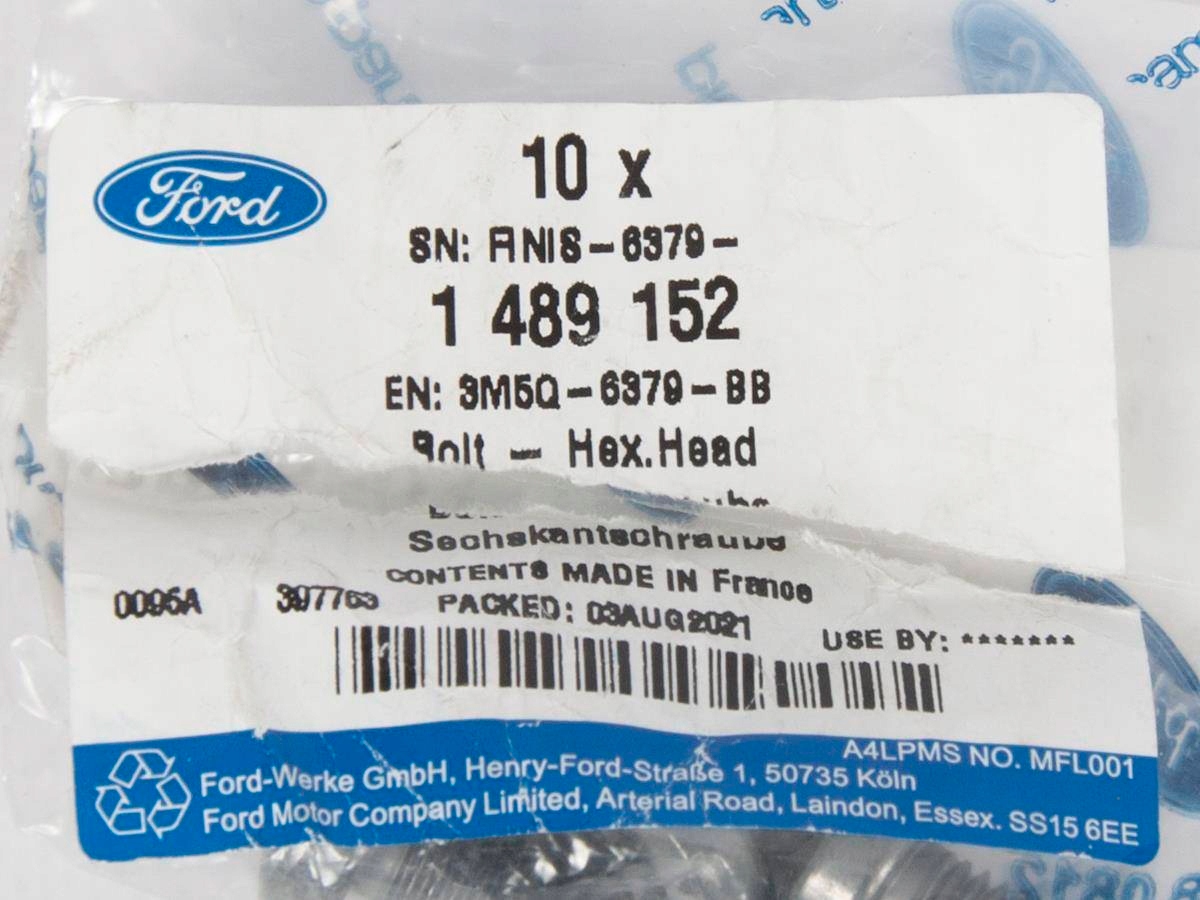 Ford
10 x
SN: FINIS-6379-
1 489 152
EN: 3M5Q-6379-BB
Bolt - Hex.Head
Sechskantschraube
CONTENTS MADE IN France
0095A 397763 PACKED: 03AUG2021 USE BY: *******
A4LPMS NO. MFL001
Ford-Werke GmbH, Henry-Ford-Straße 1, 50735 Köln
Ford Motor Company Limited, Arterial Road, Laindon, Essex. SS15 6EE